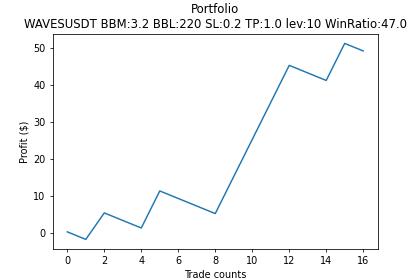 Portfolio
WAVESUSDT BBM:3.2 BBL:220 SL:0.2 TP:1.0 lev:10 WinRatio:47.0
Profit ($)
50
40
30
20
10
0
0 2 4 6 8 10 12 14 16
Trade counts